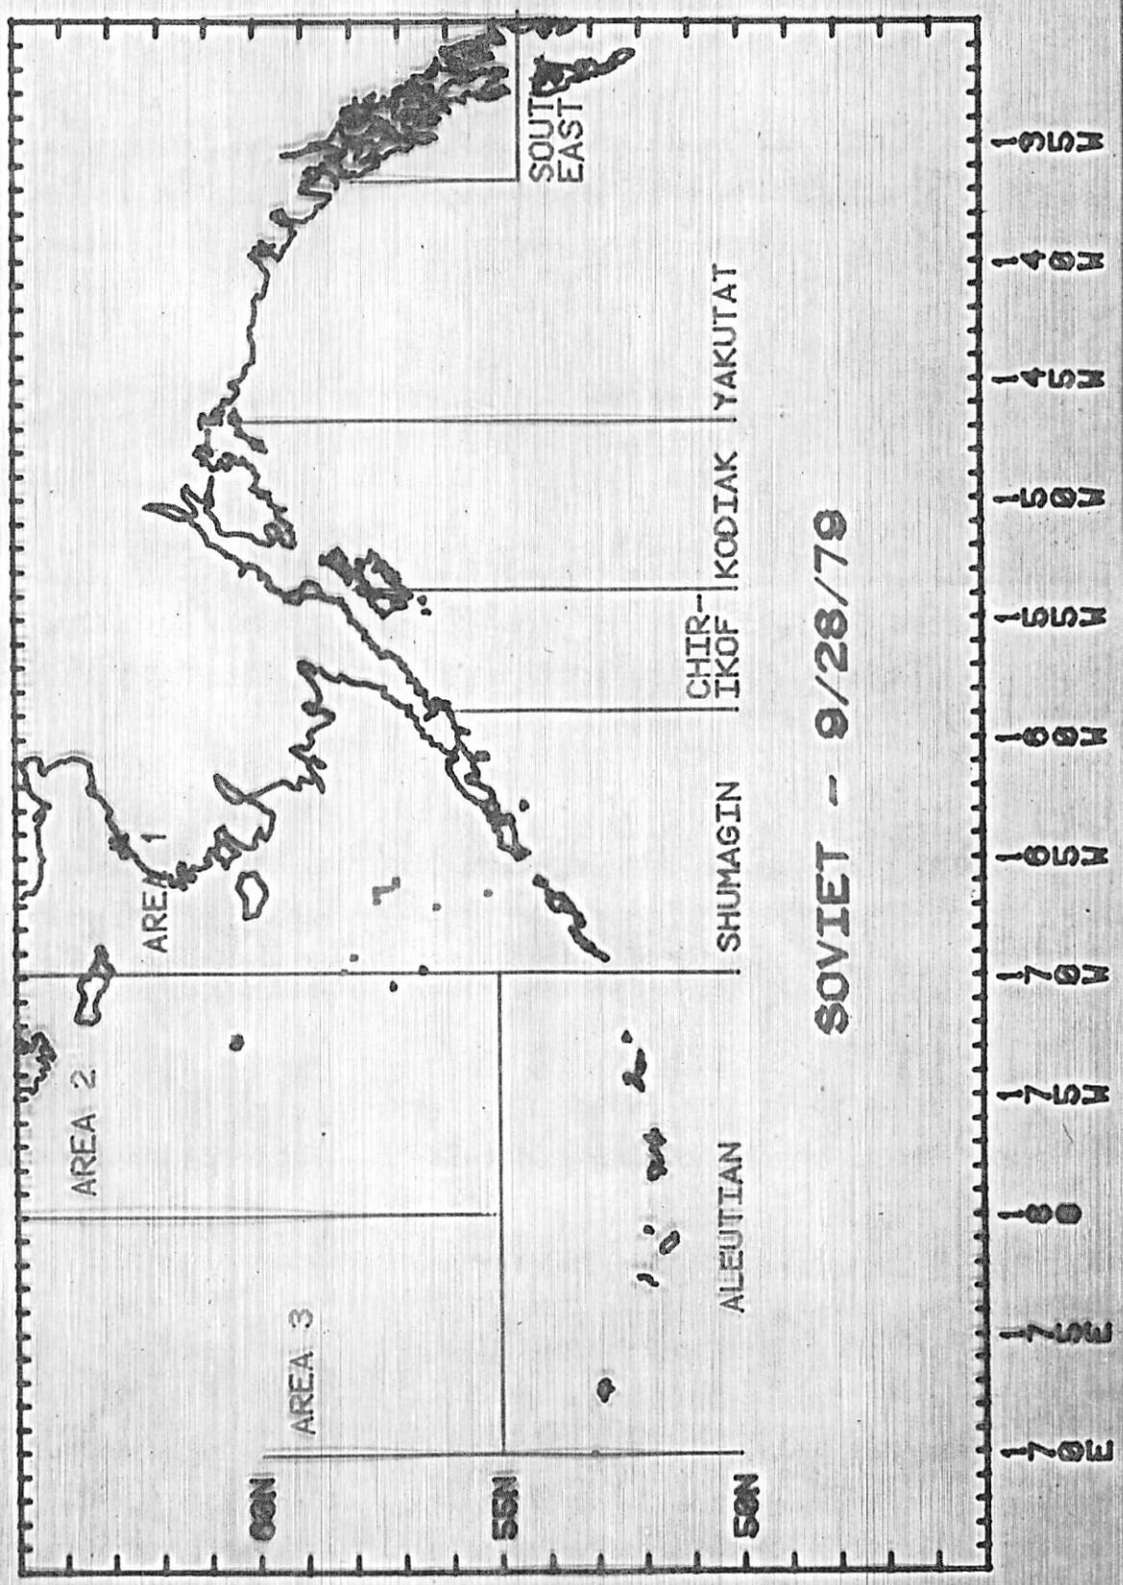 AREA 1
AREA 2
AREA 3
60N
55N
50N
SOUT
EAST
YAKUTAT
KODIAK
CHIR-
IKOF
SHUMAGIN
ALEUTIAN
SOVIET - 9/28/79
170E
175E
180
175W
170W
165W
160W
155W
150W
145W
140W
135W